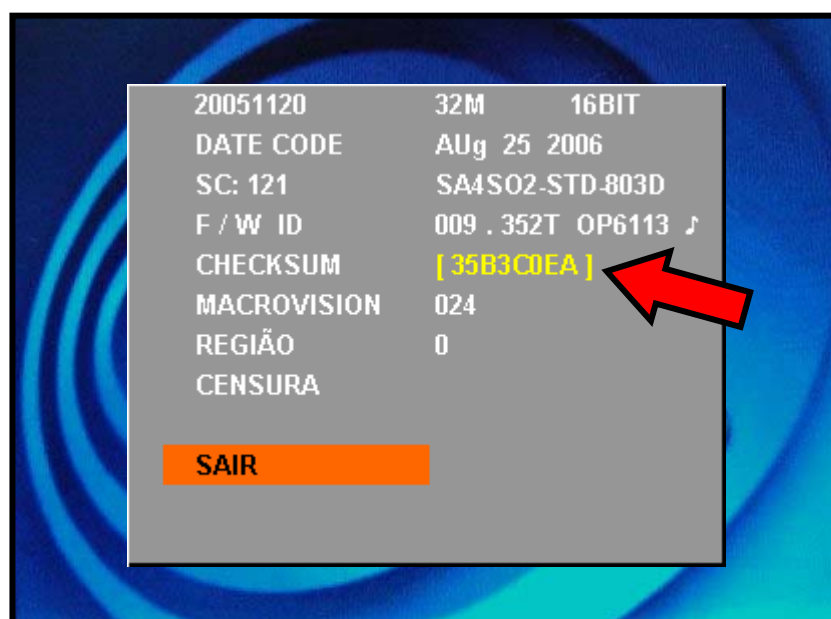 20051120 32M 16BIT
DATE CODE AUg 25 2006
SC: 121 SA4SO2-STD-803D
F / W ID 009 . 352T OP6113 ♪
CHECKSUM [ 35B3C0EA ]
MACROVISION 024
REGIÃO 0
CENSURA
SAIR